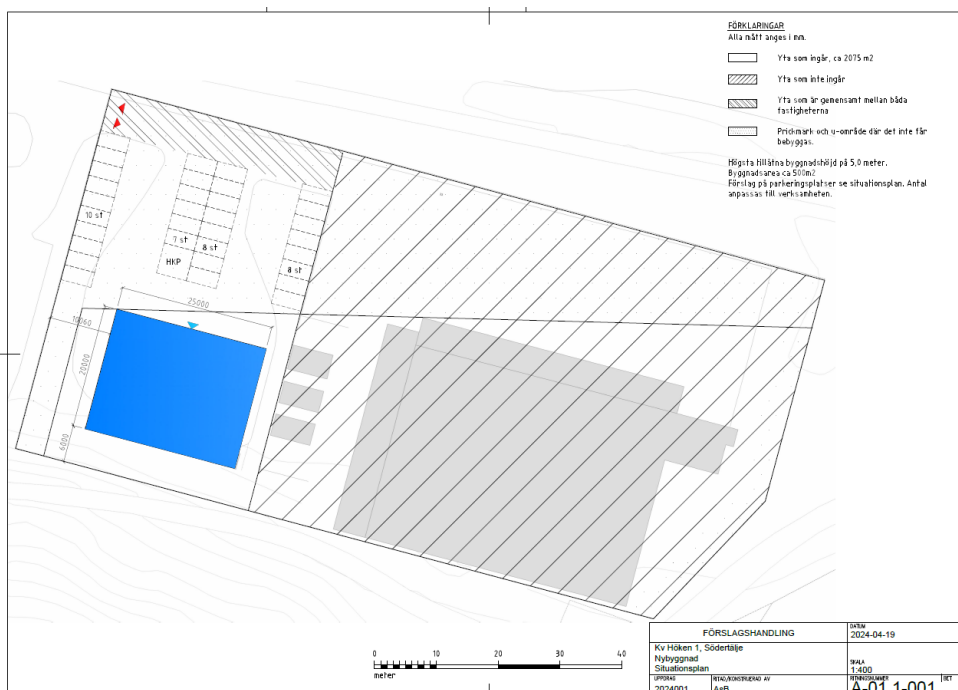 FÖRKLARINGAR
Alla mått anges i mm.
Yta som ingår, ca 2075 m2
Yta som inte ingår
Yta som är gemensamt mellan båda
fastigheterna
Prickmark och u-område där det inte får
bebyggas.
Högsta tillåtna byggnadshöjd på 5,0 meter.
Byggnadsarea ca 500m2
Förslag på parkeringsplatser se situationsplan. Antal
anpassas till verksamheten.
10 st
7 st
8 st
HKP
8 st
25000
10060
20000
6000
0 10 20 30 40
meter
FÖRSLAGSHANDLING
DATUM
2024-04-19
Kv Höken 1, Södertälje
Nybyggnad
Situationsplan
SKALA
1:400
UPPDRAG
RITAD/KONSTRUERAD AV
RITNINGSNUMMER
BET
2024001
A-01.1-001